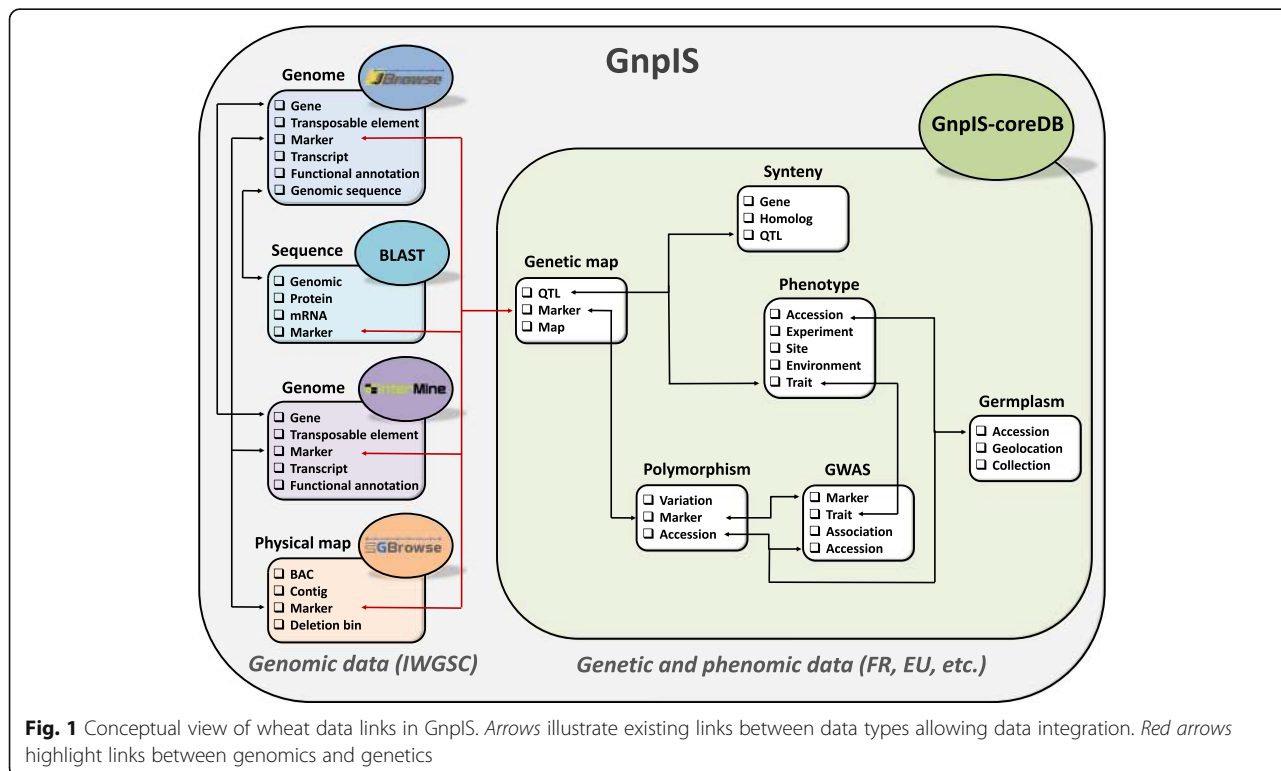 GnpIS
Genome
JBrowse
❑ Gene
❑ Transposable element
❑ Marker
❑ Transcript
❑ Functional annotation
❑ Genomic sequence
Sequence
BLAST
❑ Genomic
❑ Protein
❑ mRNA
❑ Marker
Genome
InterMine
❑ Gene
❑ Transposable element
❑ Marker
❑ Transcript
❑ Functional annotation
Physical map
GBrowse
❑ BAC
❑ Contig
❑ Marker
❑ Deletion bin
Genomic data (IWGSC)
GnpIS-coreDB
Synteny
❑ Gene
❑ Homolog
❑ QTL
Genetic map
❑ QTL
❑ Marker
❑ Map
Phenotype
❑ Accession
❑ Experiment
❑ Site
❑ Environment
❑ Trait
Germplasm
❑ Accession
❑ Geolocation
❑ Collection
Polymorphism
❑ Variation
❑ Marker
❑ Accession
GWAS
❑ Marker
❑ Trait
❑ Association
❑ Accession
Genetic and phenomic data (FR, EU, etc.)
Fig. 1 Conceptual view of wheat data links in GnpIS. Arrows illustrate existing links between data types allowing data integration. Red arrows
highlight links between genomics and genetics